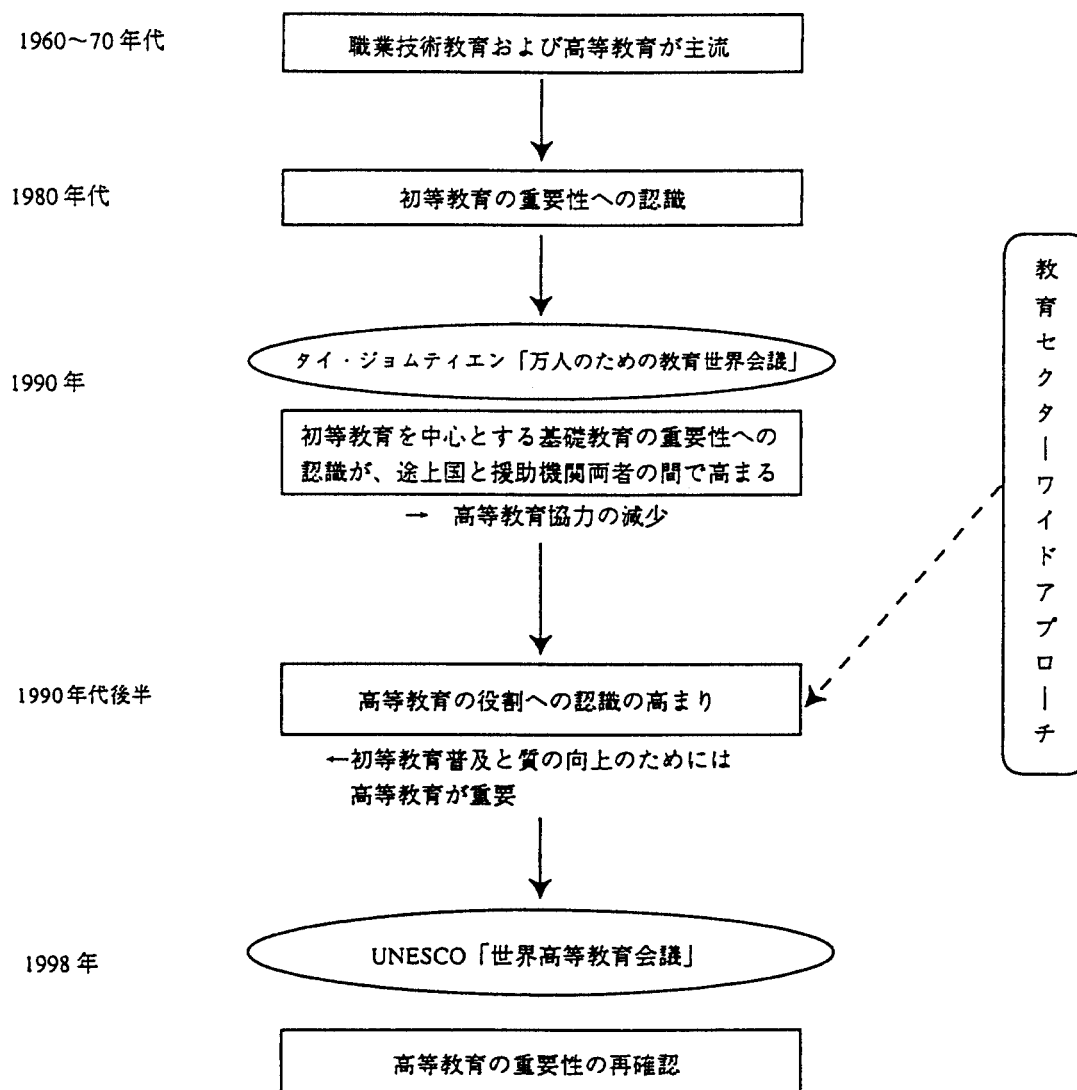 1960～70年代
職業技術教育および高等教育が主流
1980年代
初等教育の重要性への認識
タイ・ジョムティエン「万人のための教育世界会議」
1990年
初等教育を中心とする基礎教育の重要性への
認識が、途上国と援助機関両者の間で高まる
→ 高等教育協力の減少
教育セクターワイドアプローチ
1990年代後半
高等教育の役割への認識の高まり
←初等教育普及と質の向上のためには
高等教育が重要
1998年
UNESCO「世界高等教育会議」
高等教育の重要性の再確認